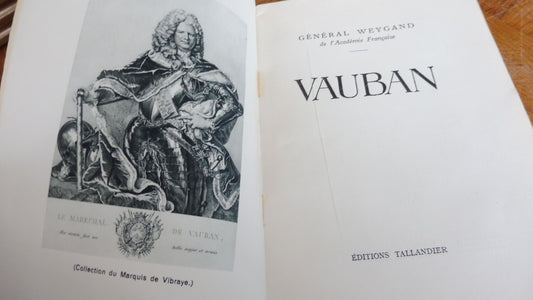 LE MARECHAL DE VAUBAN,
(Collection du Marquis de Vibraye.)
GÉNÉRAL WEYGAND
de l'Académie Française
VAUBAN
ÉDITIONS TALLANDIER